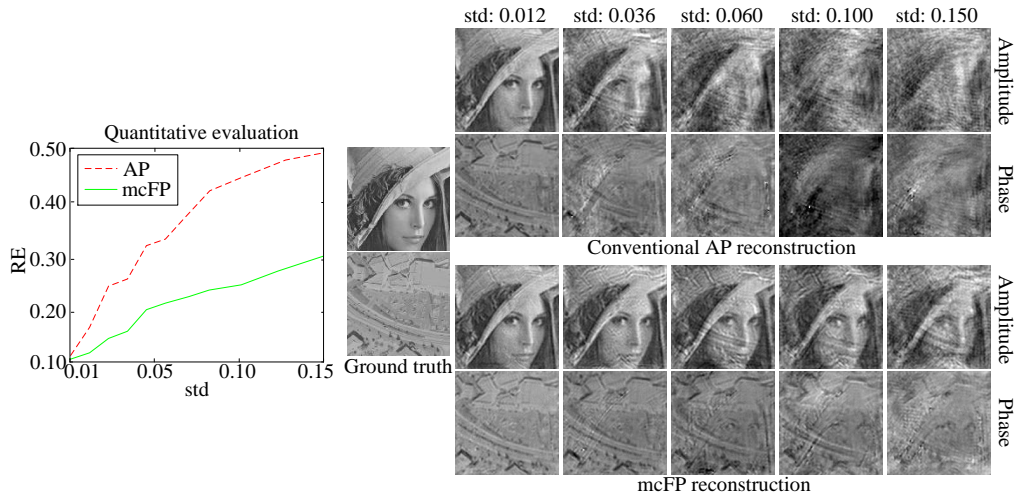 Quantitative evaluation
0.50
0.40
0.30
0.20
0.10
RE
AP
mcFP
0.01
0.05
0.10
0.15
std
Ground truth
std: 0.012
std: 0.036
std: 0.060
std: 0.100
std: 0.150
Amplitude
Phase
Conventional AP reconstruction
Amplitude
Phase
mcFP reconstruction